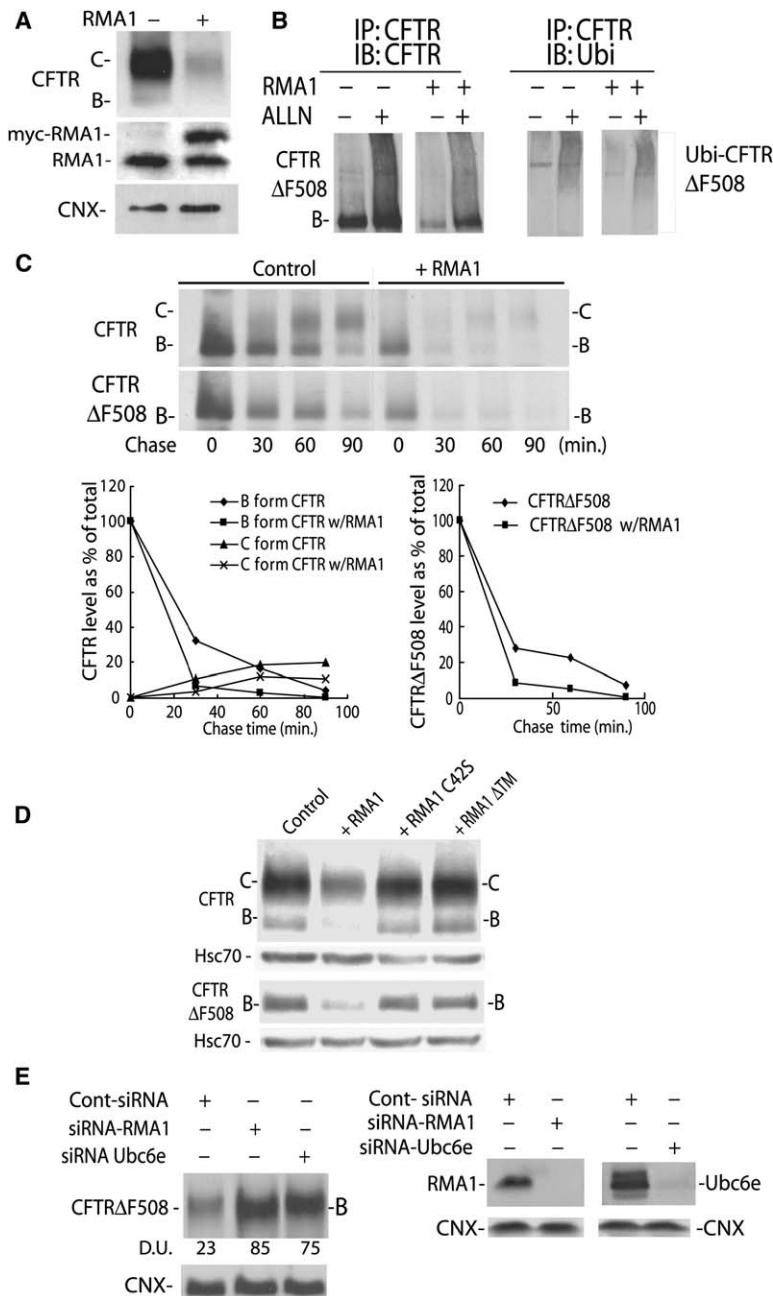 A
RMA1 – +
C-
CFTR
B-
myc-RMA1-
RMA1-
CNX-
B
IP:CFTR
IB:CFTR
IP:CFTR
IB:Ubi
RMA1 – – + + – – + +
ALLN – + – + – + – +
CFTR
ΔF508
B-
Ubi-CFTR
ΔF508
C
Control + RMA1
C- -C
CFTR
B- -B
CFTR
ΔF508 B- -B
Chase 0 30 60 90 0 30 60 90 (min.)
CFTR level as % of total
120
100
80
60
40
20
0
0 20 40 60 80 100
Chase time (min.)
B form CFTR
B form CFTR w/RMA1
C form CFTR
C form CFTR w/RMA1
CFTRΔF508 level as % of total
120
100
80
60
40
20
0
0 50 100
Chase time (min.)
CFTRΔF508
CFTRΔF508 w/RMA1
D
Control + RMA1 + RMA1 C42S + RMA1 ΔTM
C- -C
CFTR
B- -B
Hsc70 -
CFTR
ΔF508 B- -B
Hsc70 -
E
Cont-siRNA + – –
siRNA-RMA1 – + –
siRNA Ubc6e – – +
CFTRΔF508 - -B
D.U. 23 85 75
CNX-
Cont- siRNA + – + –
siRNA-RMA1 – + – –
siRNA-Ubc6e – – – +
RMA1- -Ubc6e
CNX- -CNX